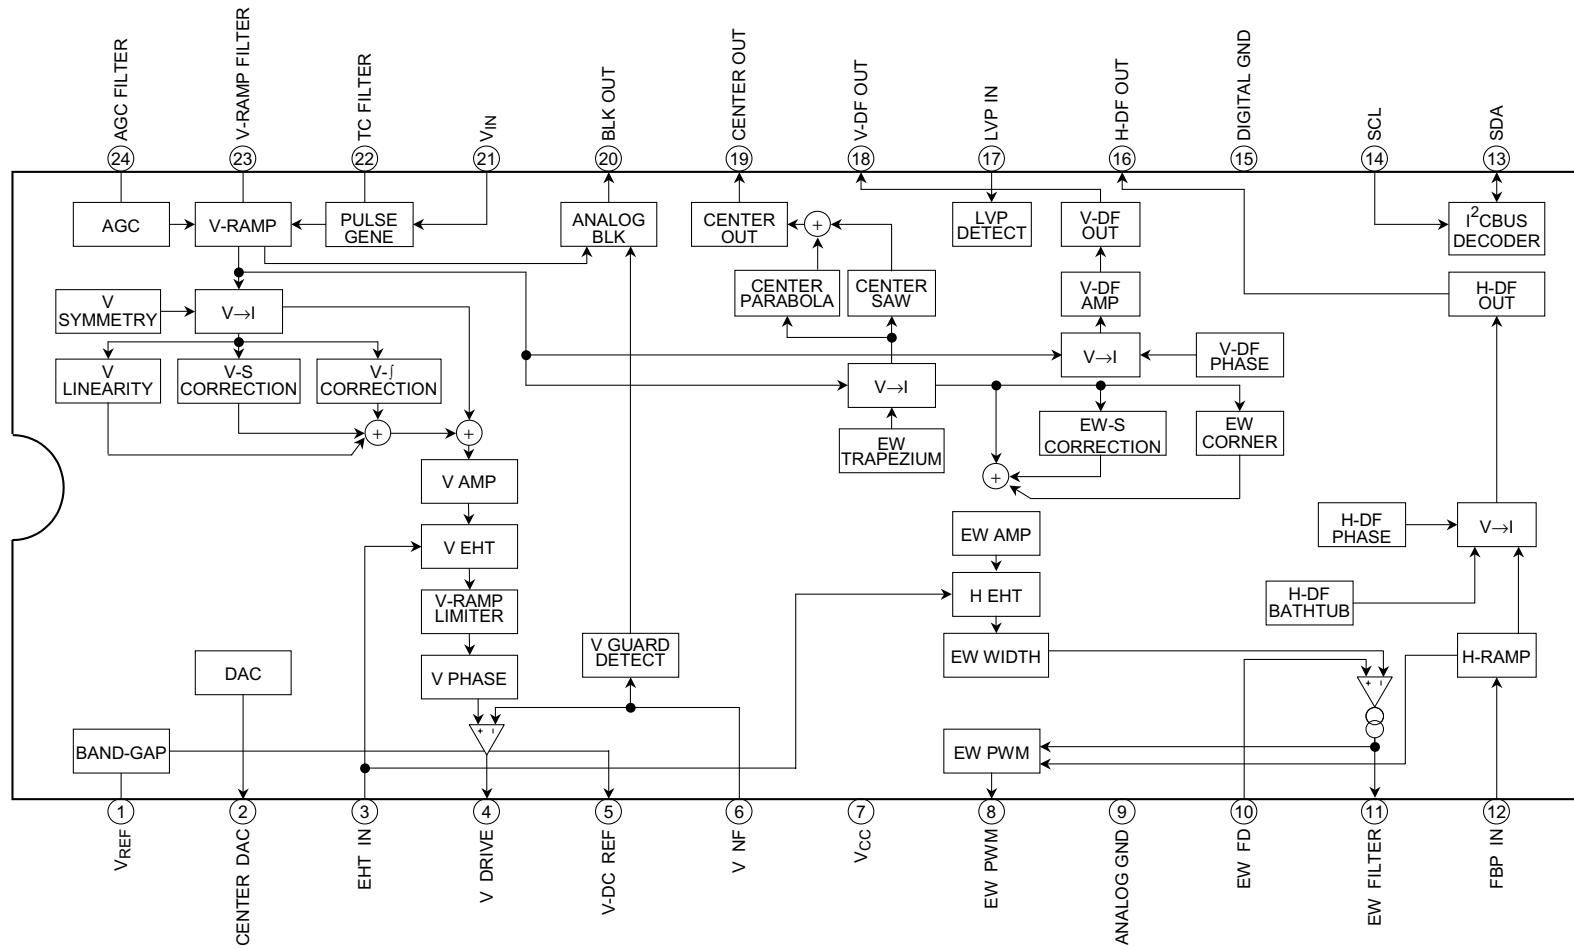 AGC FILTER
V-RAMP FILTER
TC FILTER
VIN
BLK OUT
CENTER OUT
V-DF OUT
LVP IN
H-DF OUT
DIGITAL GND
SCL
SDA
24
23
22
21
20
19
18
17
16
15
14
13
AGC
V-RAMP
PULSE
GENE
ANALOG
BLK
CENTER
OUT
+
LVP
DETECT
V-DF
OUT
I2CBUS
DECODER
V
SYMMETRY
V→I
CENTER
PARABOLA
CENTER
SAW
V-DF
AMP
H-DF
OUT
V
LINEARITY
V-S
CORRECTION
V-∫
CORRECTION
V→I
V→I
V-DF
PHASE
+
+
EW
TRAPEZIUM
EW-S
CORRECTION
EW
CORNER
+
V AMP
V EHT
V-RAMP
LIMITER
V PHASE
+ −
EW AMP
H EHT
EW WIDTH
H-DF
PHASE
V→I
H-DF
BATHTUB
H-RAMP
+ −
DAC
V GUARD
DETECT
BAND-GAP
EW PWM
1
2
3
4
5
6
7
8
9
10
11
12
VREF
CENTER DAC
EHT IN
V DRIVE
V-DC REF
V NF
VCC
EW PWM
ANALOG GND
EW FD
EW FILTER
FBP IN